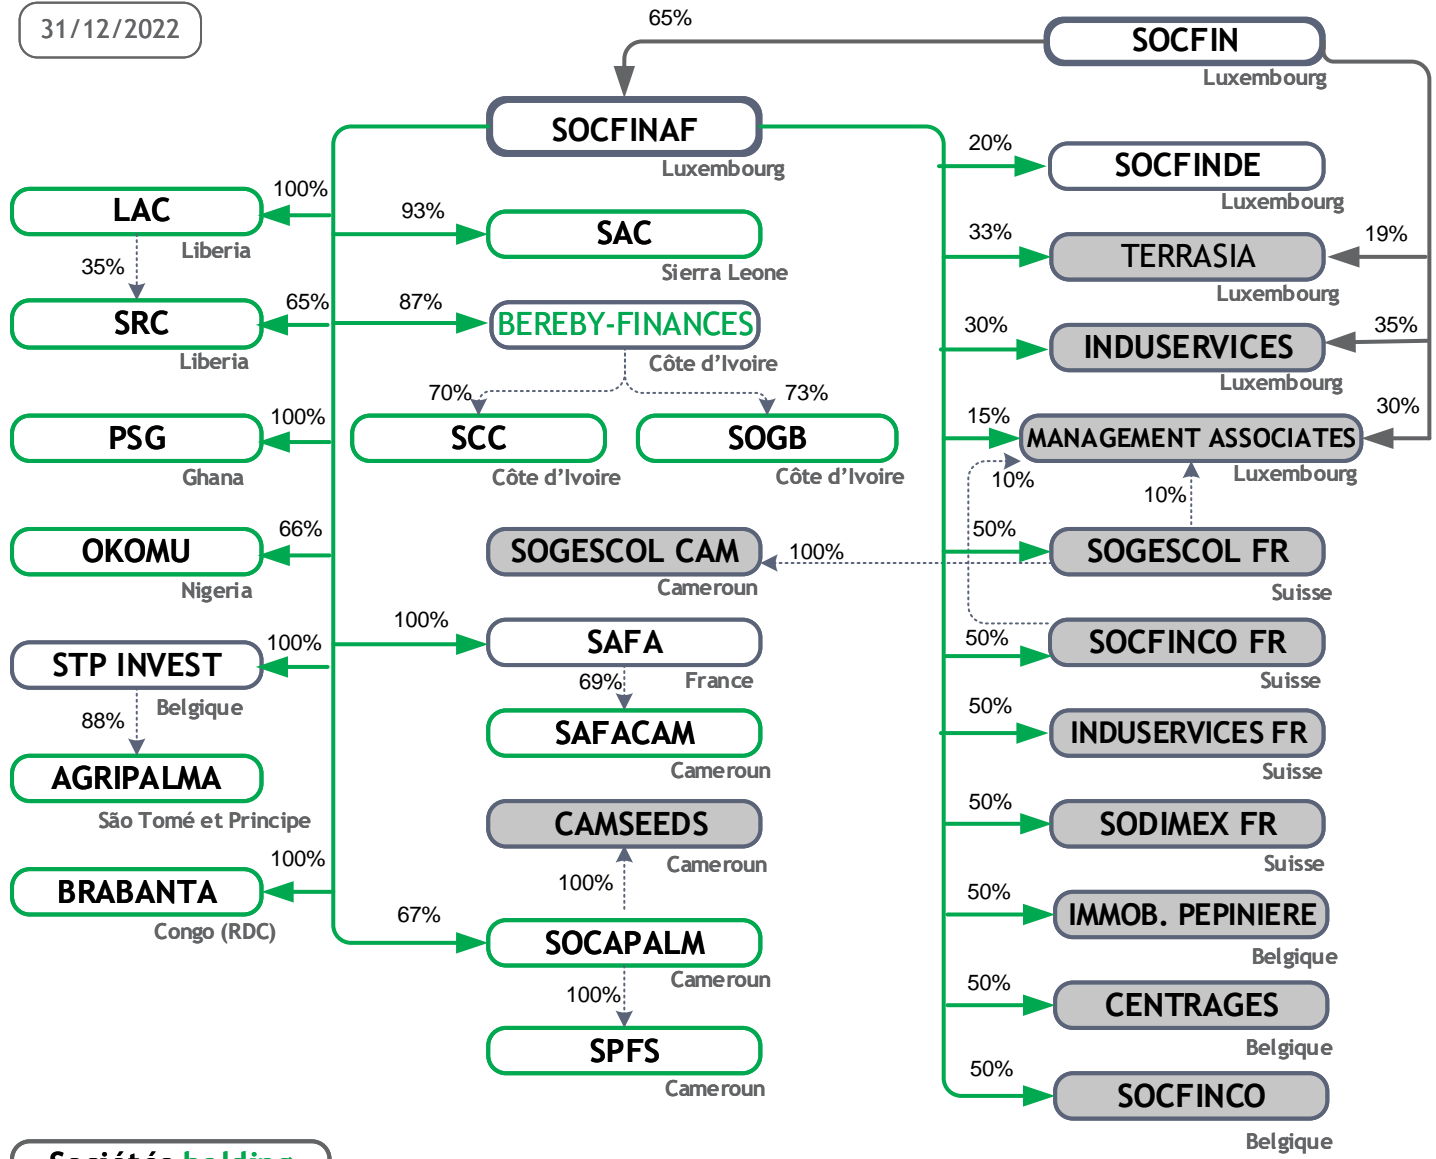 31/12/2022
65%
SOCFIN
Luxembourg
SOCFINAF
Luxembourg
100%
LAC
Liberia
35%
65%
SRC
Liberia
100%
PSG
Ghana
66%
OKOMU
Nigeria
100%
STP INVEST
Belgique
88%
AGRIPALMA
São Tomé et Principe
100%
BRABANTA
Congo (RDC)
93%
SAC
Sierra Leone
87%
BEREBY-FINANCES
Côte d'Ivoire
70%
73%
SCC
Côte d'Ivoire
SOGB
Côte d'Ivoire
SOGESCOL CAM
100%
Cameroun
100%
SAFA
France
69%
SAFACAM
Cameroun
CAMSEEDS
Cameroun
100%
67%
SOCAPALM
Cameroun
100%
SPFS
Cameroun
20%
SOCFINDE
Luxembourg
33%
TERRASIA
19%
Luxembourg
30%
INDUSERVICES
35%
Luxembourg
15%
MANAGEMENT ASSOCIATES
30%
Luxembourg
10%
10%
50%
SOGESCOL FR
Suisse
50%
SOCFINCO FR
Suisse
50%
INDUSERVICES FR
Suisse
50%
SODIMEX FR
Suisse
50%
IMMOB. PEPINIERE
Belgique
50%
CENTRAGES
Belgique
50%
SOCFINCO
Belgique
Sociétés holding